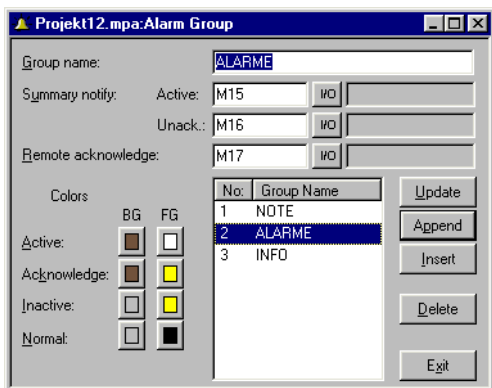 Projekt12.mpa:Alarm Group
Group name: ALARME
Summary notify: Active: M15 I/O
Unack.: M16 I/O
Remote acknowledge: M17 I/O
Colors
BG FG
Active:
Acknowledge:
Inactive:
Normal:
No: Group Name
1 NOTE
2 ALARME
3 INFO
Update
Append
Insert
Delete
Exit